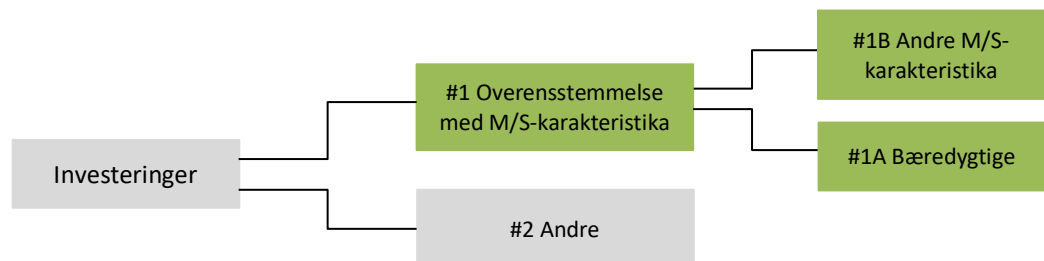 Investeringer
#1 Overensstemmelse
med M/S-karakteristika
#2 Andre
#1B Andre M/S-
karakteristika
#1A Bæredygtige